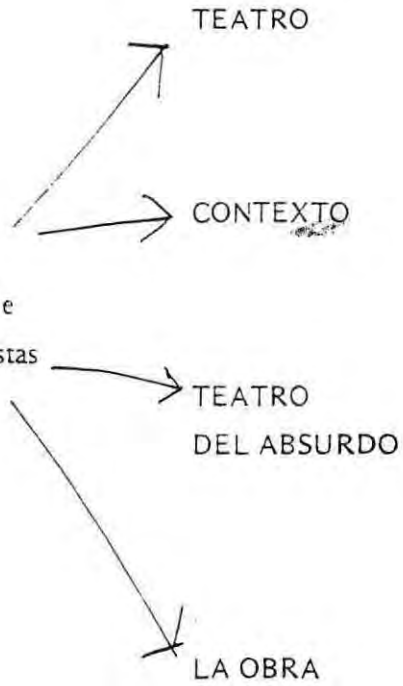 TEATRO
CONTEXTO
e
stas
TEATRO
DEL ABSURDO
LA OBRA